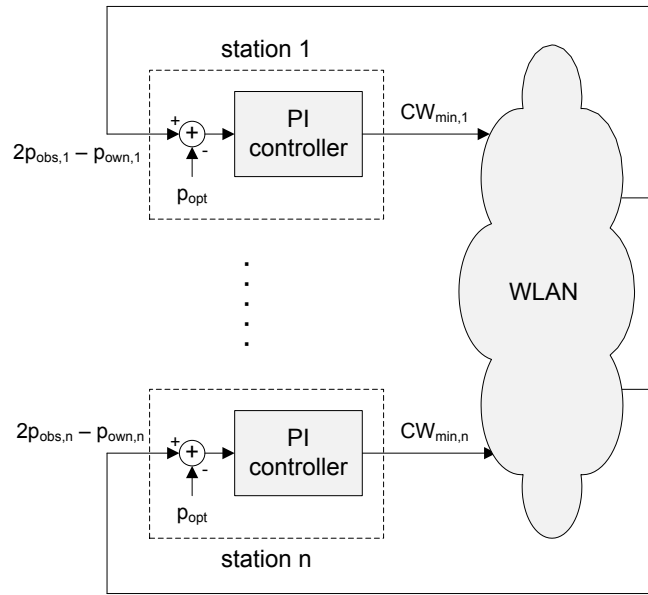 station 1
PI
controller
CW_min,1
+
+
-
2p_obs,1 – p_own,1
p_opt
WLAN
2p_obs,n – p_own,n
PI
controller
CW_min,n
+
+
-
p_opt
station n